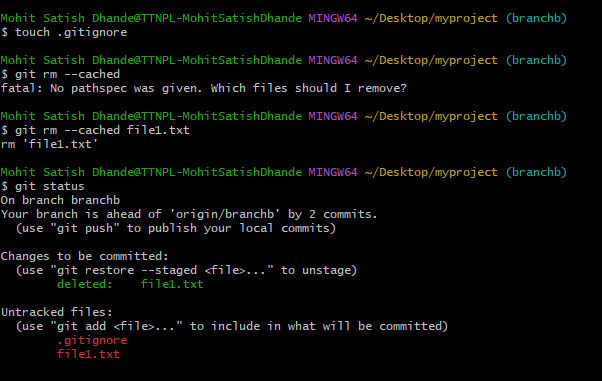 Mohit Satish Dhande@TTNPL-MohitSatishDhande MINGW64 ~/Desktop/myproject (branchb)
$ touch .gitignore
Mohit Satish Dhande@TTNPL-MohitSatishDhande MINGW64 ~/Desktop/myproject (branchb)
$ git rm --cached
fatal: No pathspec was given. Which files should I remove?
Mohit Satish Dhande@TTNPL-MohitSatishDhande MINGW64 ~/Desktop/myproject (branchb)
$ git rm --cached file1.txt
rm 'file1.txt'
Mohit Satish Dhande@TTNPL-MohitSatishDhande MINGW64 ~/Desktop/myproject (branchb)
$ git status
On branch branchb
Your branch is ahead of 'origin/branchb' by 2 commits.
  (use "git push" to publish your local commits)
Changes to be committed:
  (use "git restore --staged <file>..." to unstage)
        deleted:    file1.txt
Untracked files:
  (use "git add <file>..." to include in what will be committed)
        .gitignore
        file1.txt